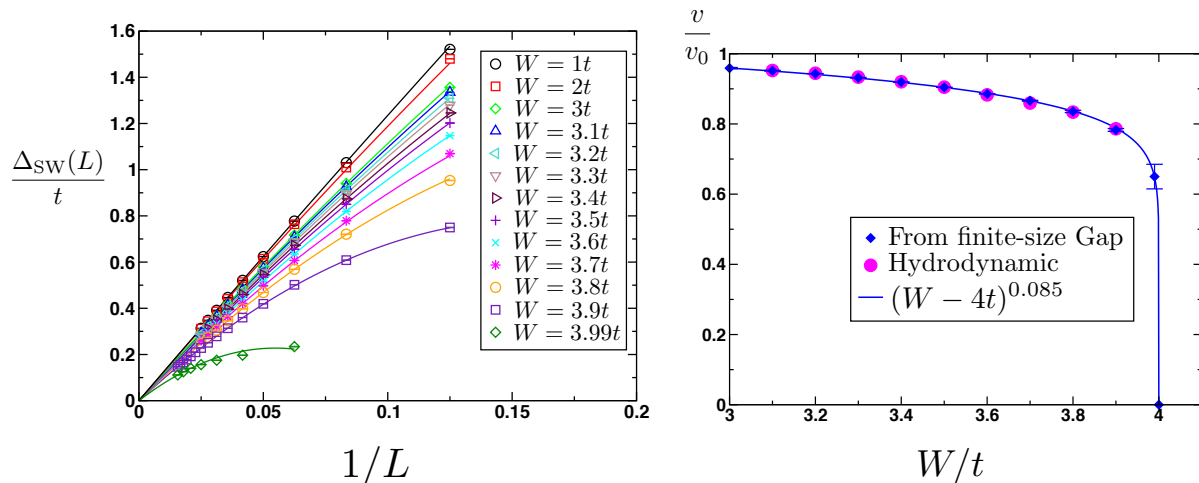 Δ_SW(L)
t
1.6
1.4
1.2
1
0.8
0.6
0.4
0.2
0
0
0.05
0.1
0.15
0.2
1/L
W = 1t
W = 2t
W = 3t
W = 3.1t
W = 3.2t
W = 3.3t
W = 3.4t
W = 3.5t
W = 3.6t
W = 3.7t
W = 3.8t
W = 3.9t
W = 3.99t
v
v₀
1
0.8
0.6
0.4
0.2
0
3
3.2
3.4
3.6
3.8
4
W/t
From finite-size Gap
Hydrodynamic
(W − 4t)^0.085